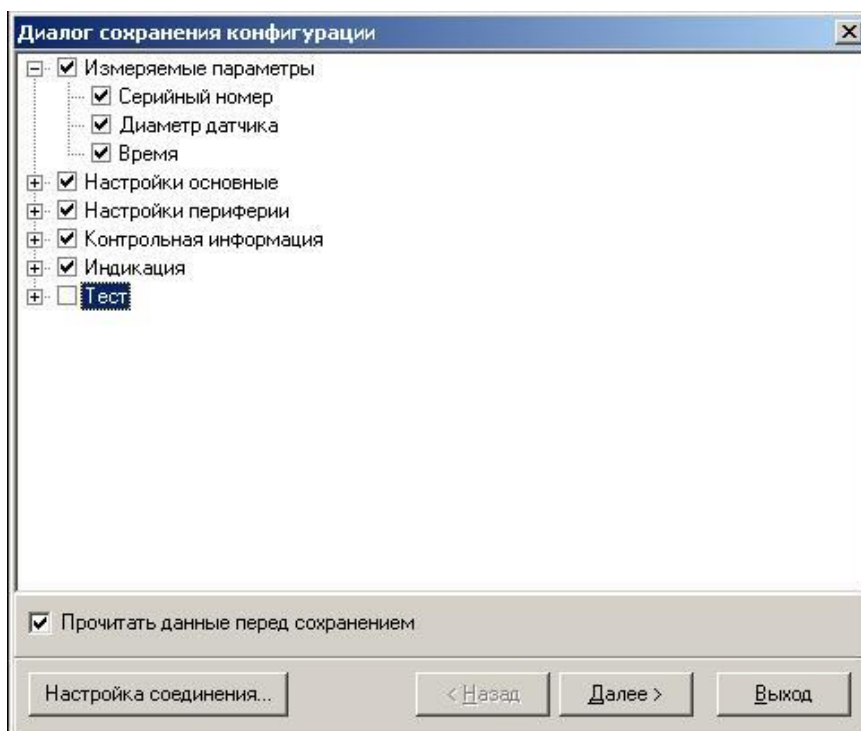 Диалог сохранения конфигурации
Измеряемые параметры
Серийный номер
Диаметр датчика
Время
Настройки основные
Настройки периферии
Контрольная информация
Индикация
Тест
Прочитать данные перед сохранением
Настройка соединения... < Назад Далее > Выход